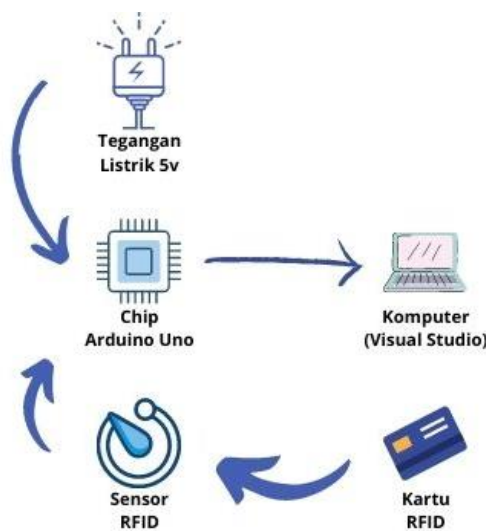 Tegangan
Listrik 5v
Chip
Arduino Uno
Komputer
(Visual Studio)
Sensor
RFID
Kartu
RFID